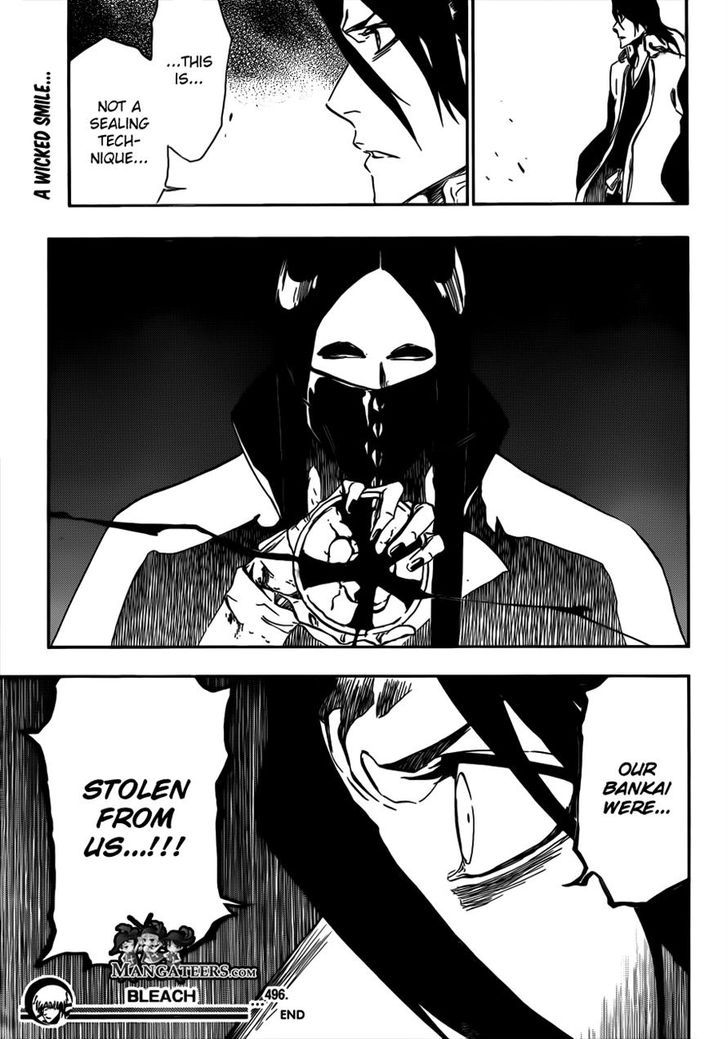 ...THIS
IS...
NOT A
SEALING
TECH-
NIQUE...
A WICKED SMILE...
OUR
BANKAI
WERE...
STOLEN
FROM
US...!!!
MANGATEERS.COM
BLEACH
...496.
END